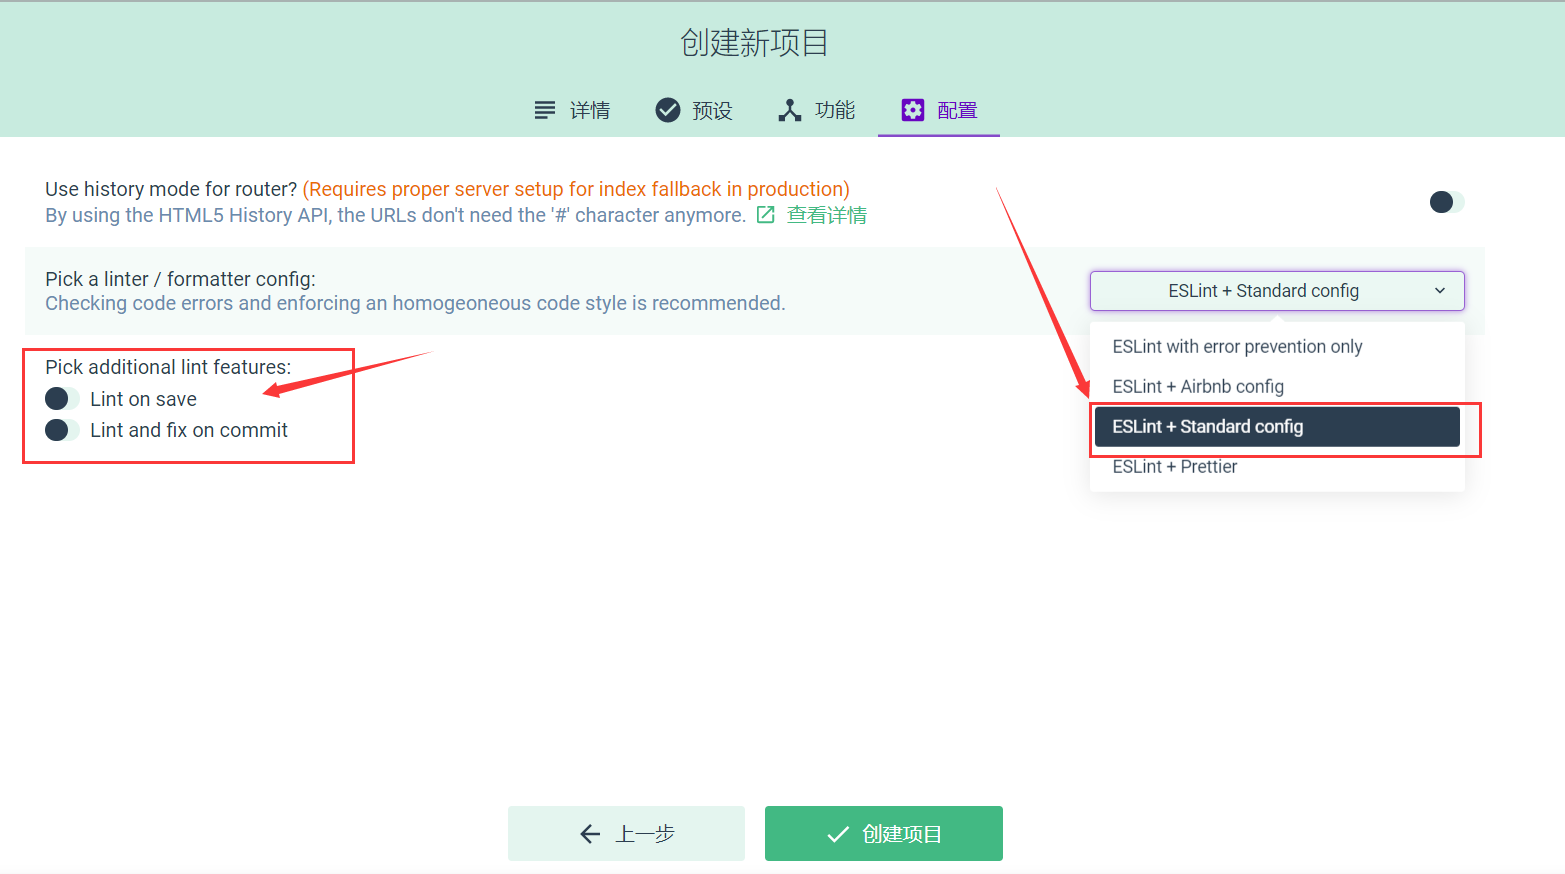 创建新项目
详情
预设
功能
配置
Use history mode for router? (Requires proper server setup for index fallback in production)
By using the HTML5 History API, the URLs don't need the '#' character anymore. 查看详情
Pick a linter / formatter config:
Checking code errors and enforcing an homogeoneous code style is recommended.
ESLint + Standard config
ESLint with error prevention only
ESLint + Airbnb config
ESLint + Standard config
ESLint + Prettier
Pick additional lint features:
Lint on save
Lint and fix on commit
上一步
创建项目